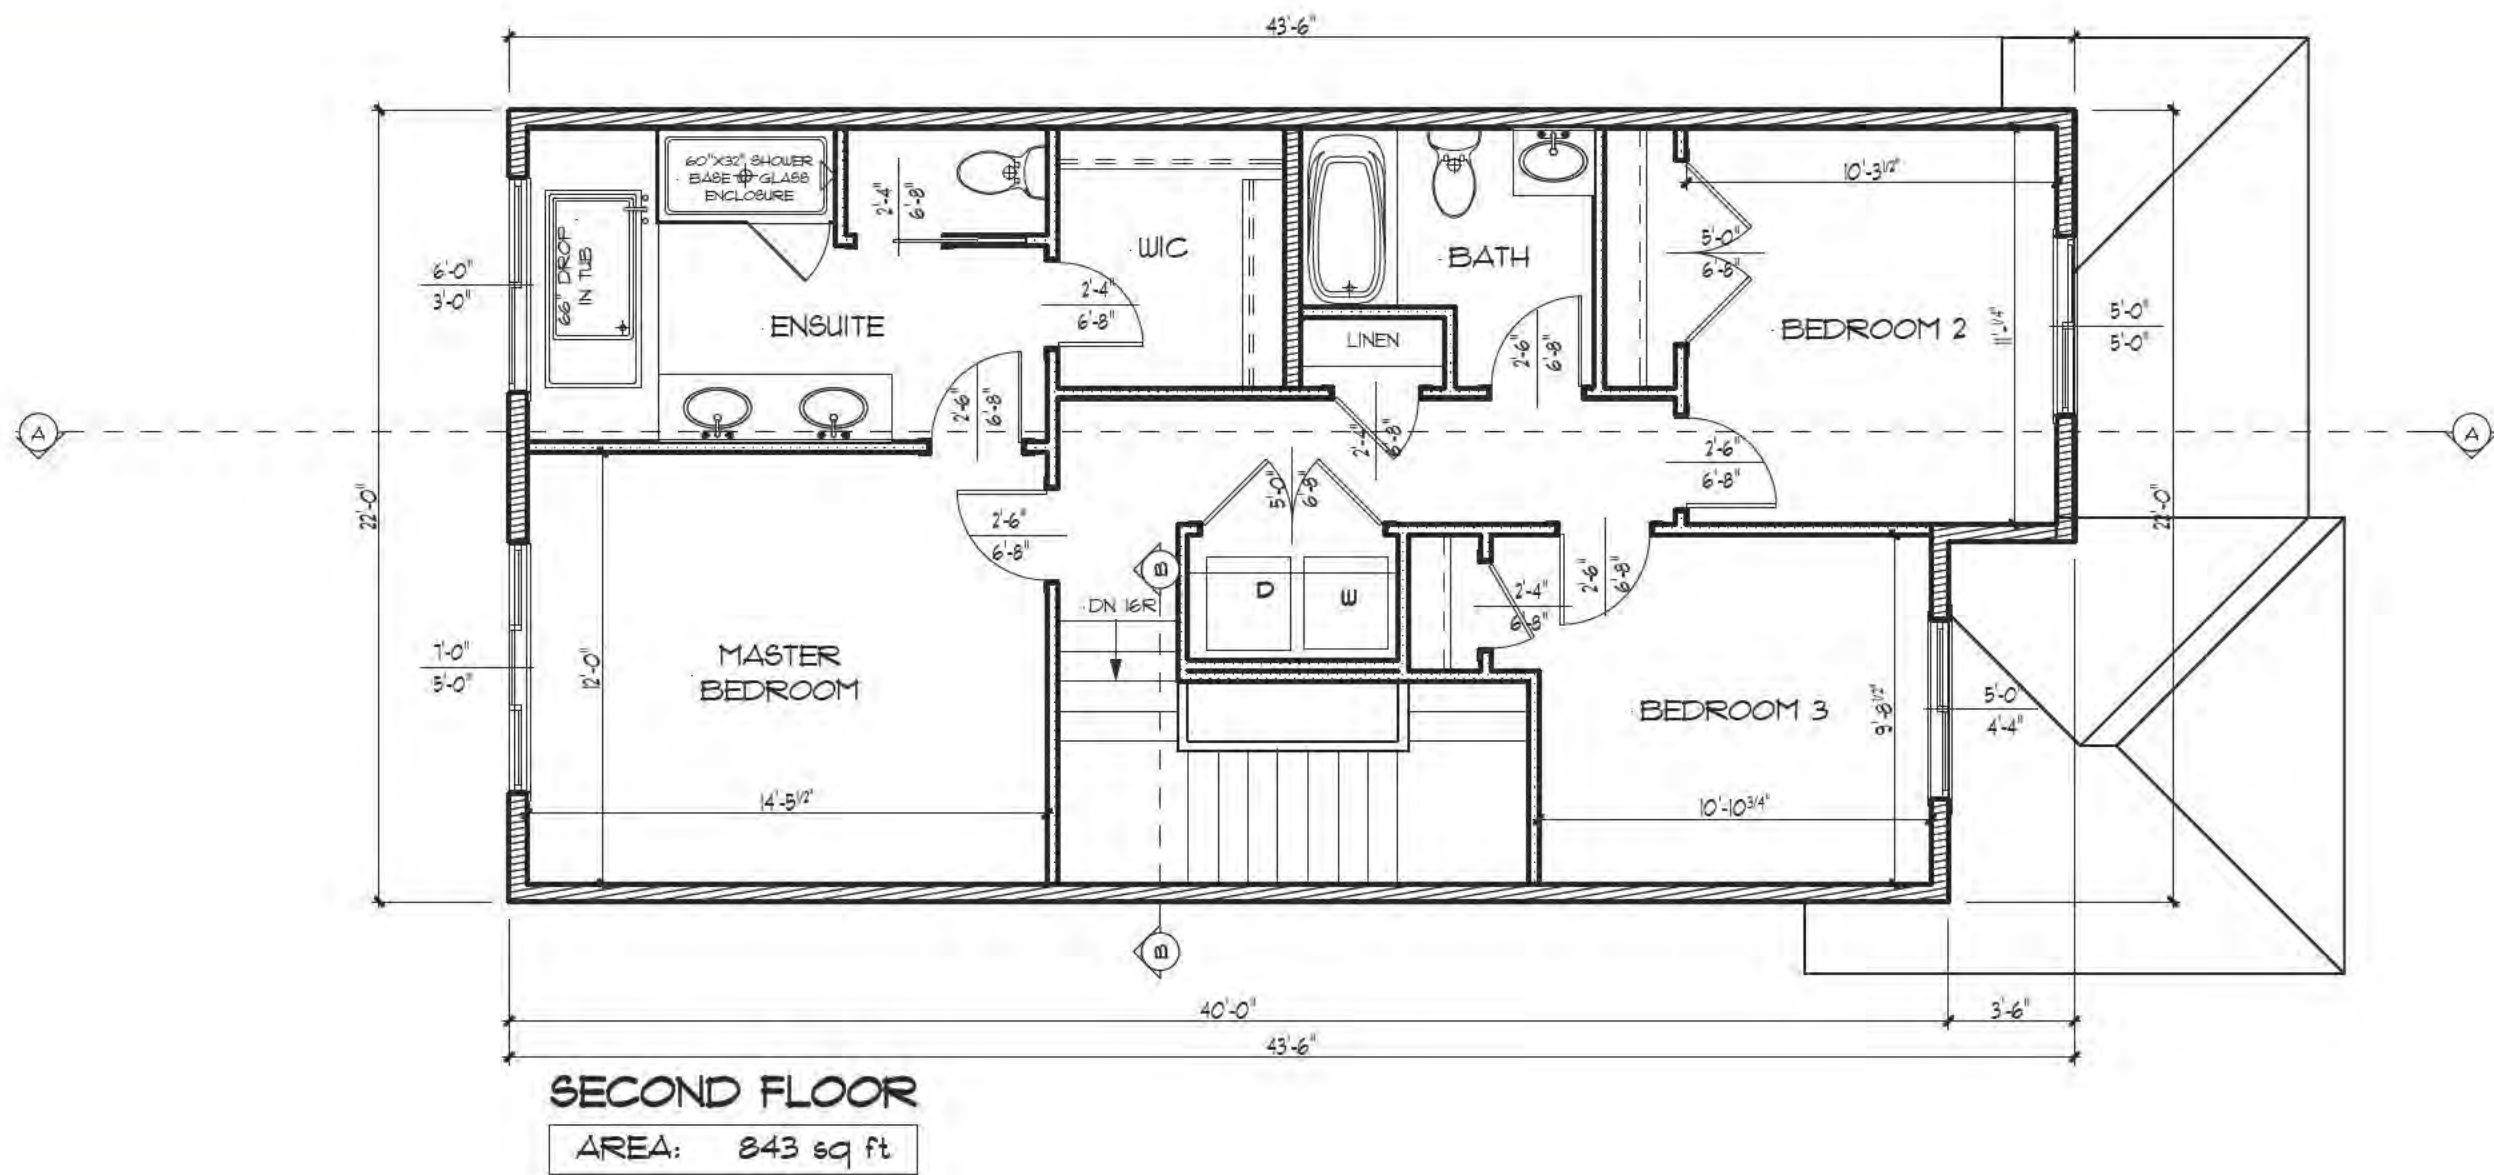 43'-6"
60"X32" SHOWER
BASE & GLASS
ENCLOSURE
2'-4"
6'-8"
10'-3 1/2"
66" DROP
IN TUB
6'-0"
3'-0"
WIC
BATH
5'-0"
6'-8"
2'-4"
6'-8"
ENSUITE
LINEN
BEDROOM 2
11'-1/4"
5'-0"
5'-0"
2'-6"
6'-8"
2'-6"
6'-8"
A
A
2'-4"
6'-8"
2'-6"
6'-8"
22'-0"
5'-0"
6'-8"
22'-0"
2'-6"
6'-8"
B
D
W
2'-4"
6'-8"
2'-6"
6'-8"
DN 16R
7'-0"
5'-0"
12'-0"
MASTER
BEDROOM
BEDROOM 3
9'-8 1/2"
5'-0"
4'-4"
14'-5 1/2"
10'-10 3/4"
B
40'-0"
3'-6"
43'-6"
SECOND FLOOR
AREA: 843 sq ft